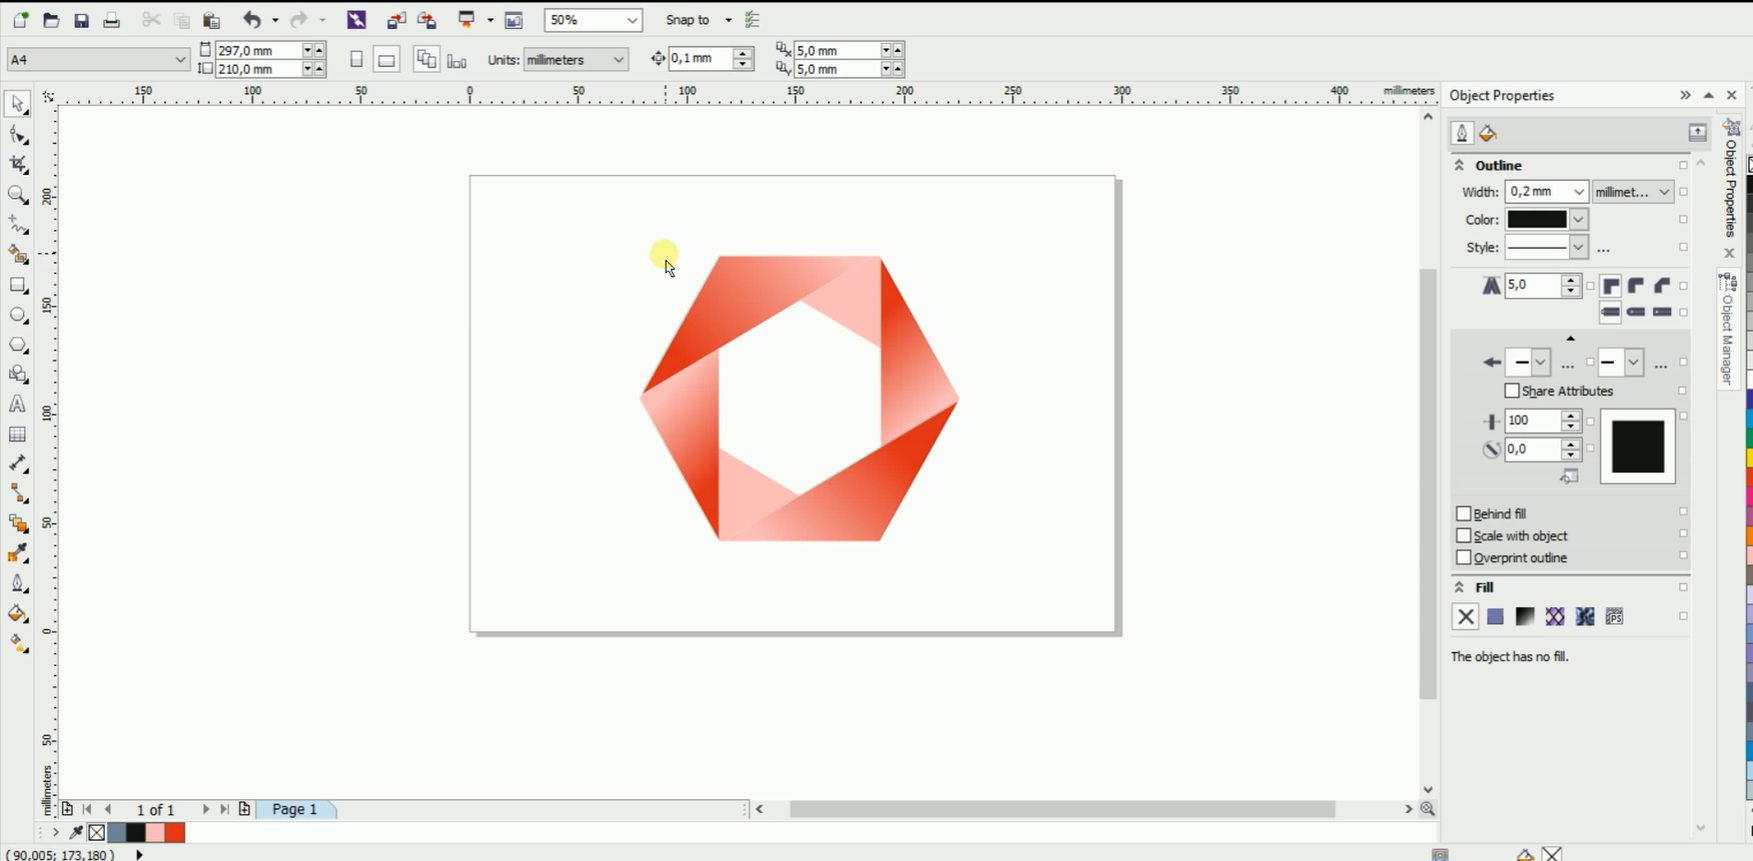 50%
Snap to
A4
297,0 mm
210,0 mm
Units: millimeters
0,1 mm
5,0 mm
5,0 mm
150 100 50 0 50 100 150 200 250 300 350 400 millimeters
200
150
100
50
0
50
millimeters
Object Properties
Outline
Width: 0,2 mm millimet...
Color:
Style: ...
5,0
... ...
Share Attributes
100
0,0
Behind fill
Scale with object
Overprint outline
Fill
PS
The object has no fill.
Object Properties
Object Manager
1 of 1
Page 1
(90,005; 173,180 )